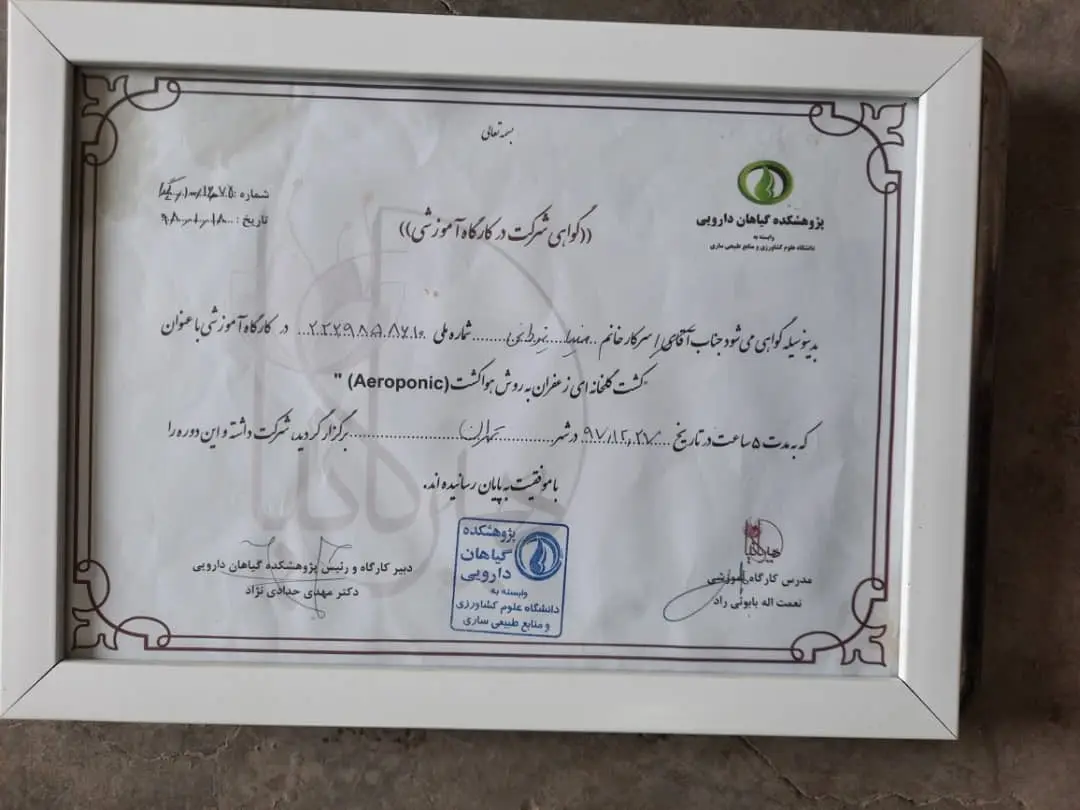 بسمه تعالی
پژوهشکده گیاهان دارویی
وابسته به
دانشگاه علوم کشاورزی و منابع طبیعی ساری
شماره :
تاریخ :
((گواهی شرکت در کارگاه آموزشی))
بدینوسیله گواهی می شود جناب آقای / سرکار خانم ............ شماره ملی ............ در کارگاه آموزشی با عنوان
"کشت گلخانه ای زعفران به روش هواکشت (Aeroponic) "
که به مدت ۵ ساعت در تاریخ ...۹۷/۱۲/۲۷... در شهر ......تهران...... برگزار گردید، شرکت داشته و این دوره را
با موفقیت به پایان رسانیده اند.
مدرس کارگاه آموزشی
نعمت اله بابوئی راد
پژوهشکده
گیاهان
دارویی
وابسته به
دانشگاه علوم کشاورزی
و منابع طبیعی ساری
دبیر کارگاه و رئیس پژوهشکده گیاهان دارویی
دکتر مهدی حدادی نژاد